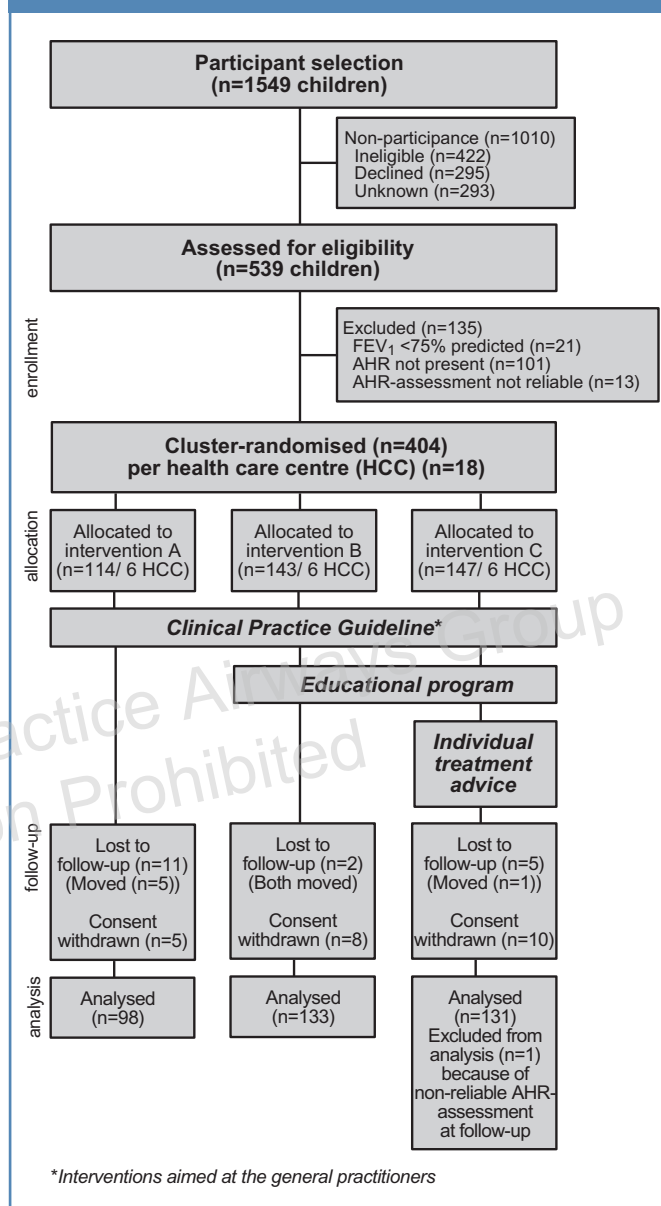 Participant selection
(n=1549 children)
Non-participance (n=1010)
Ineligible (n=422)
Declined (n=295)
Unknown (n=293)
Assessed for eligibility
(n=539 children)
enrollment
Excluded (n=135)
FEV₁ <75% predicted (n=21)
AHR not present (n=101)
AHR-assessment not reliable (n=13)
Cluster-randomised (n=404)
per health care centre (HCC) (n=18)
allocation
Allocated to
intervention A
(n=114/ 6 HCC)
Allocated to
intervention B
(n=143/ 6 HCC)
Allocated to
intervention C
(n=147/ 6 HCC)
Clinical Practice Guideline*
Educational program
Individual
treatment
advice
follow-up
Lost to
follow-up (n=11)
(Moved (n=5))
Consent
withdrawn (n=5)
Lost to
follow-up (n=2)
(Both moved)
Consent
withdrawn (n=8)
Lost to
follow-up (n=5)
(Moved (n=1))
Consent
withdrawn (n=10)
analysis
Analysed
(n=98)
Analysed
(n=133)
Analysed
(n=131)
Excluded from
analysis (n=1)
because of
non-reliable AHR-
assessment
at follow-up
*Interventions aimed at the general practitioners
Airways Group
Prohibited